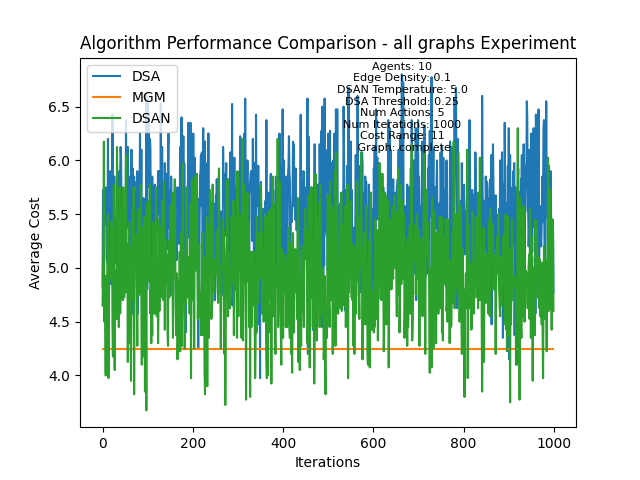 Algorithm Performance Comparison - all graphs Experiment
Agents: 10
Edge Density: 0.1
DSAN Temperature: 5.0
DSA Threshold: 0.25
Num Actions: 5
Num Iterations: 1000
Cost Range: 11
Graph: complete
DSA
MGM
DSAN
6.5
6.0
5.5
5.0
4.5
4.0
Average Cost
0 200 400 600 800 1000
Iterations